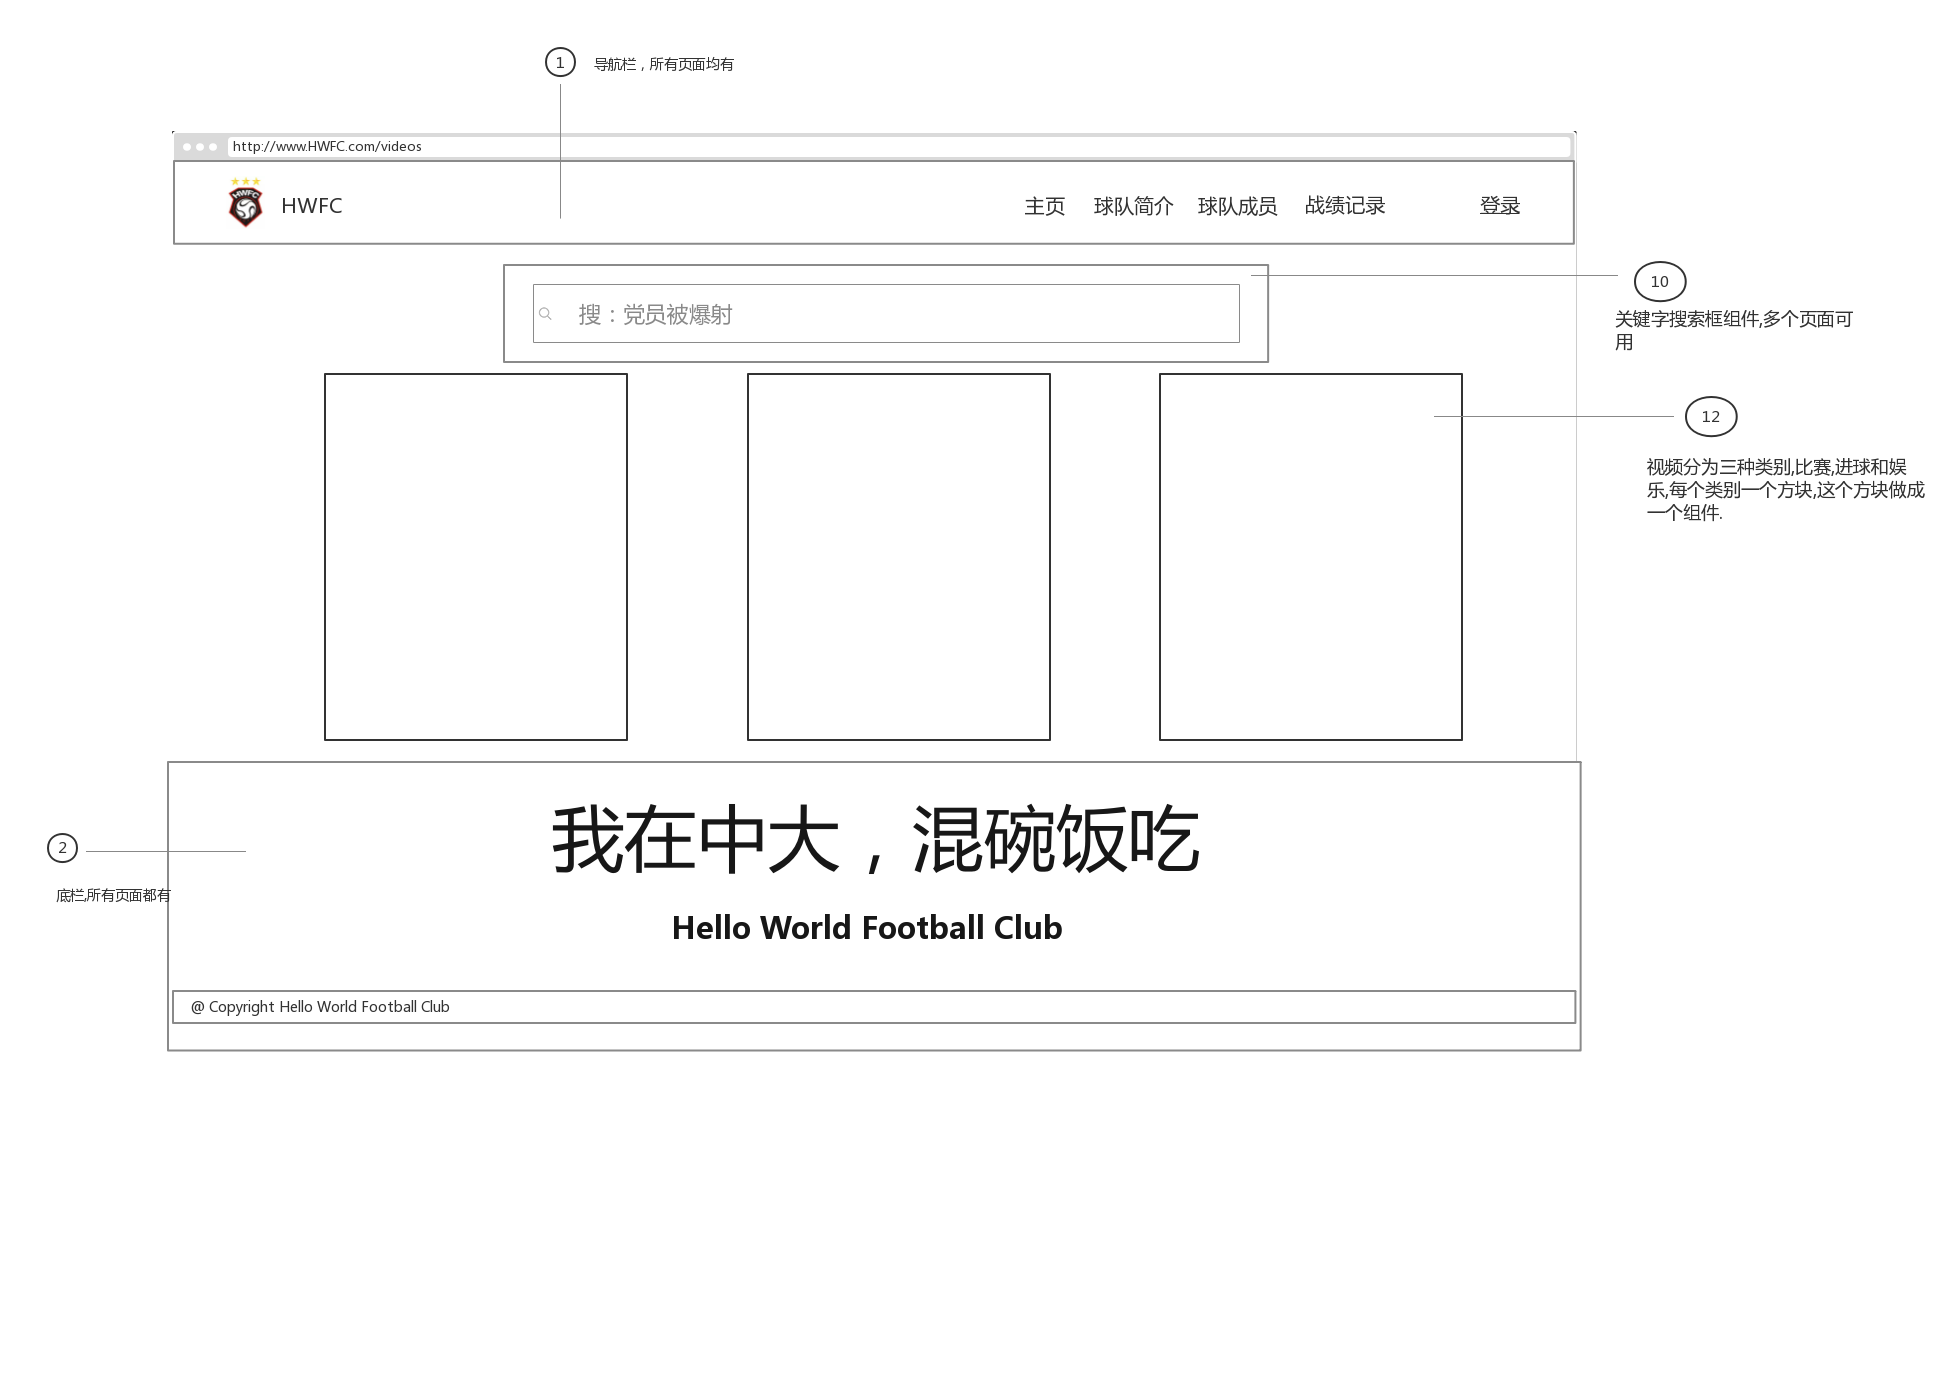 1
导航栏，所有页面均有
http://www.HWFC.com/videos
HWFC
HWFC
主页
球队简介
球队成员
战绩记录
登录
10
关键字搜索框组件,多个页面可
用
搜：党员被爆射
12
视频分为三种类别,比赛,进球和娱
乐,每个类别一个方块,这个方块做成
一个组件.
我在中大，混碗饭吃
2
底栏,所有页面都有
Hello World Football Club
@ Copyright Hello World Football Club